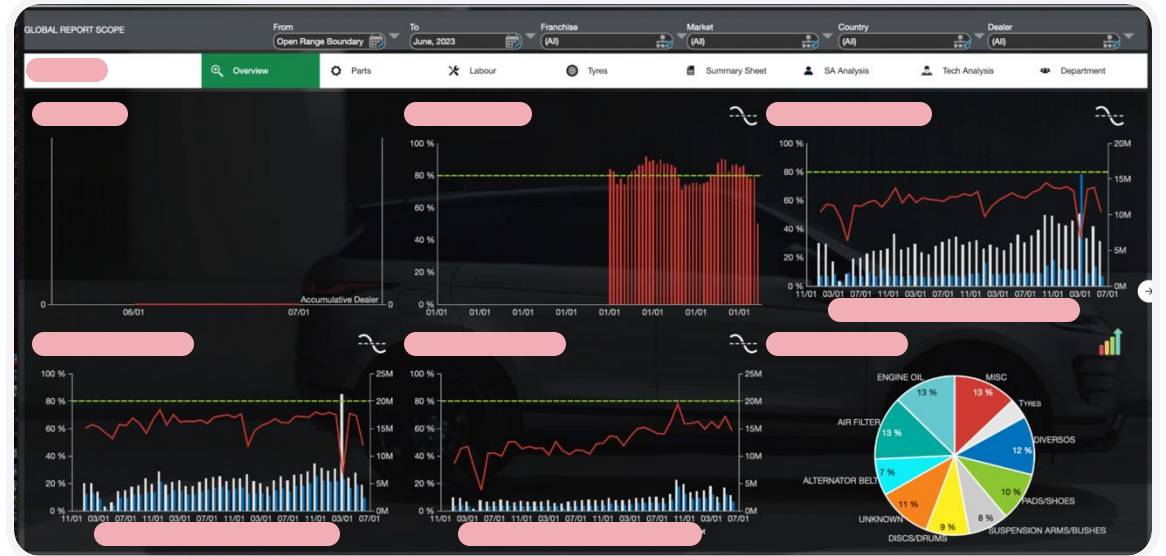 GLOBAL REPORT SCOPE
From To Franchise Market Country Dealer
Open Range Boundary June, 2023 (All) (All) (All) (All)
Overview Parts Labour Tyres Summary Sheet SA Analysis Tech Analysis Department
0 0
Accumulative Dealer
06/01 07/01
100 %
80 %
60 %
40 %
20 %
0 %
01/01 01/01 01/01 01/01 01/01 01/01 01/01 01/01
100 % 20M
80 % 15M
60 % 10M
40 % 5M
20 %
0 % 0M
11/01 03/01 07/01 11/01 03/01 07/01 11/01 03/01 07/01 11/01 03/01 07/01
100 % 25M
80 % 20M
60 % 15M
40 % 10M
20 % 5M
0 % 0M
11/01 03/01 07/01 11/01 03/01 07/01 11/01 03/01 07/01 11/01 03/01 07/01
100 % 25M
80 % 20M
60 % 15M
40 % 10M
20 % 5M
0 % 0M
11/01 03/01 07/01 11/01 03/01 07/01 11/01 03/01 07/01 11/01 03/01 07/01
ENGINE OIL 13 %
MISC 13 %
TYRES
AIR FILTER 13 %
DIVERSOS 12 %
ALTERNATOR BELT 7 %
PADS/SHOES 10 %
UNKNOWN 11 %
SUSPENSION ARMS/BUSHES 8 %
DISCS/DRUMS 9 %